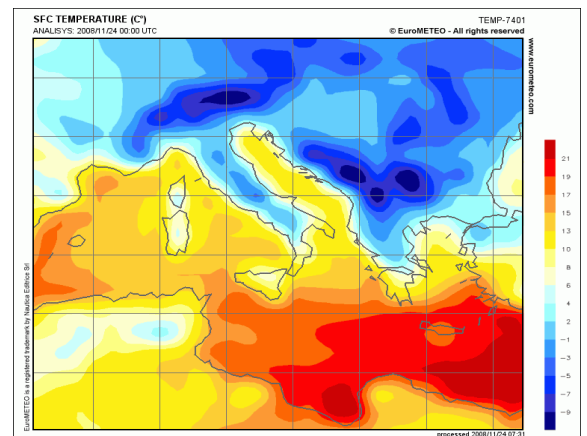 SFC TEMPERATURE (C°)
TEMP-7401
ANALISYS: 2008/11/24 00:00 UTC
© EuroMETEO - All rights reserved
www.eurometeo.com
EuroMETEO is a registered trademark by Nautica Editrice Srl
21
19
17
15
13
10
8
6
4
2
-1
-3
-5
-7
-9
processed 2008/11/24 07:31